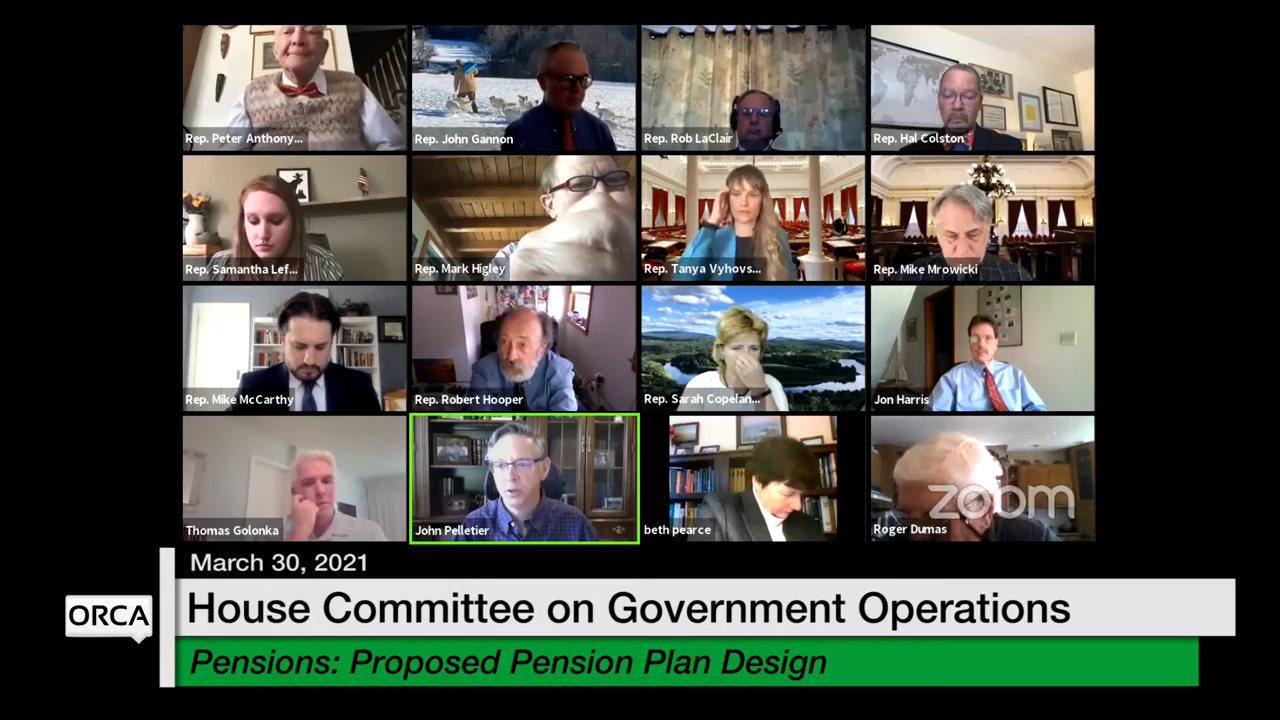 Rep. Peter Anthony...
Rep. John Gannon
Rep. Rob LaClair
Rep. Hal Colston
Rep. Samantha Lef...
Rep. Mark Higley
Rep. Tanya Vyhovs...
Rep. Mike Mrowicki
Rep. Mike McCarthy
Rep. Robert Hooper
Rep. Sarah Copelan...
Jon Harris
Thomas Golonka
John Pelletier
beth pearce
Roger Dumas
zoom
March 30, 2021
ORCA
House Committee on Government Operations
Pensions: Proposed Pension Plan Design